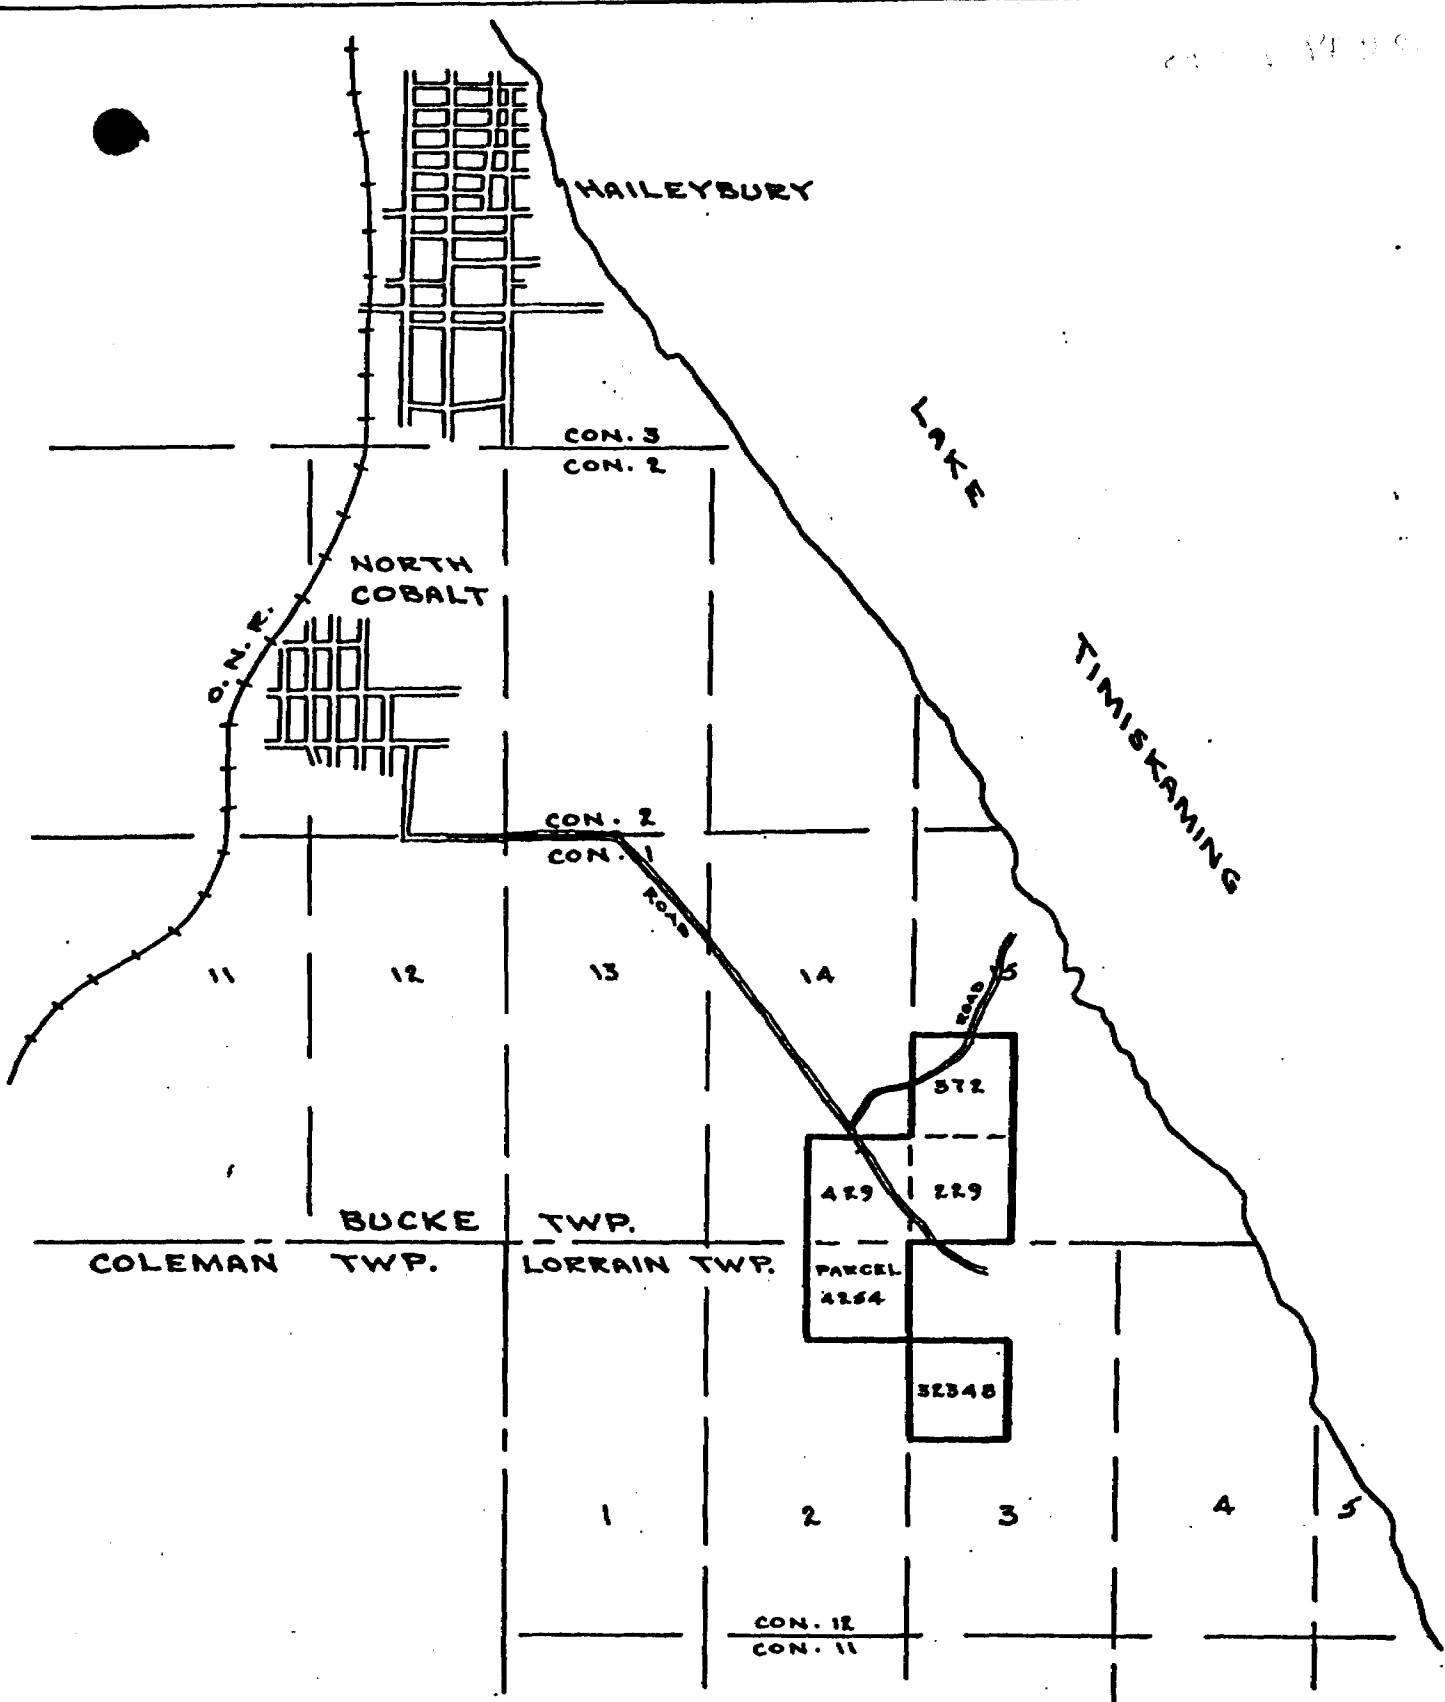 HAILEYBURY
LAKE
TIMISKAMING
CON. 3
CON. 2
NORTH
COBALT
O. N. R.
CON. 2
CON. 1
ROAD
11
12
13
14
15
ROAD
372
429
229
BUCKE TWP.
COLEMAN TWP.
LORRAIN TWP.
PARCEL
4254
32348
1
2
3
4
5
CON. 12
CON. 11